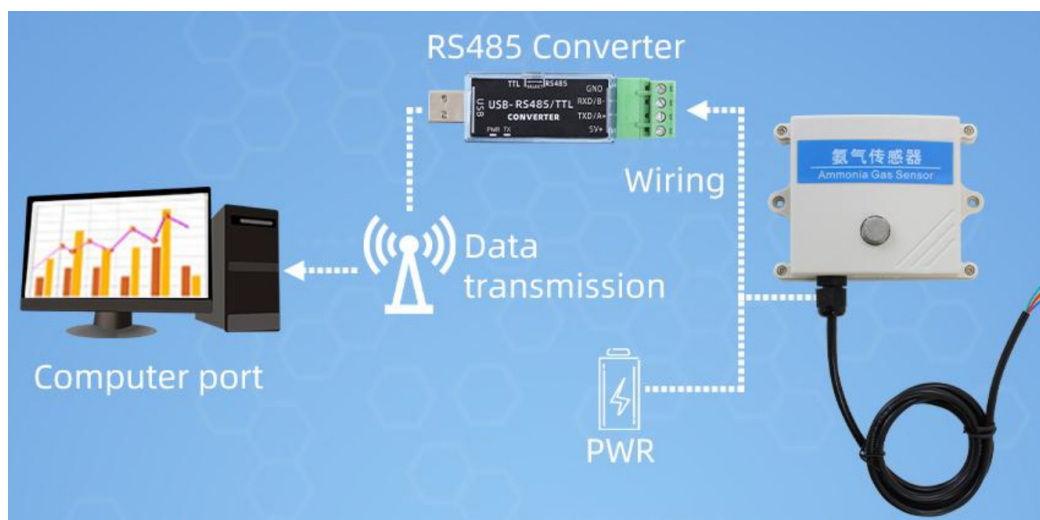 RS485 Converter
TTL SELECT RS485
GND
USB
USB-RS485/TTL
RXD/B-
CONVERTER
TXD/A+
PWR TX
5V+
Wiring
氨气传感器
Ammonia Gas Sensor
Data
transmission
Computer port
PWR